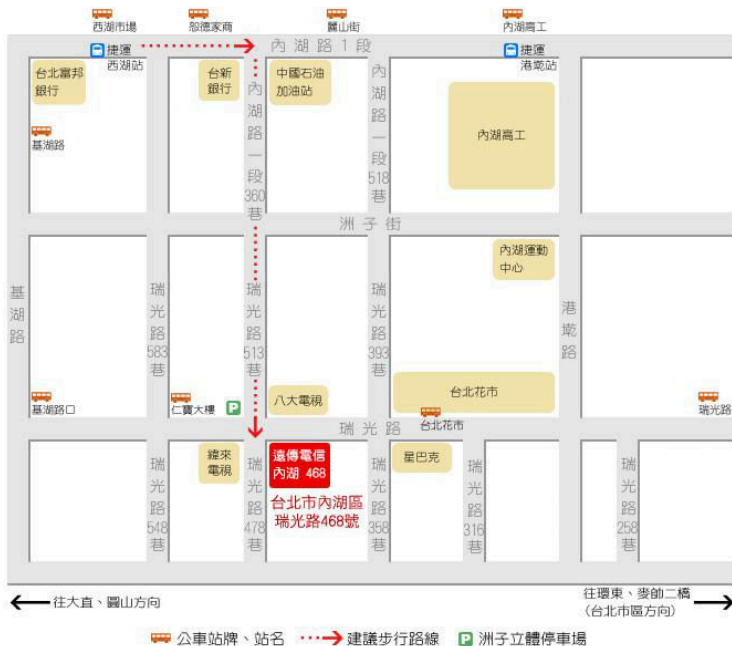 西湖市場
恕德家商
麗山街
內湖高工
捷運
西湖站
內湖路1段
捷運
港墘站
台北富邦
銀行
台新
銀行
中國石油
加油站
基湖路
內湖高工
內湖路一段360巷
內湖路一段518巷
洲子街
內湖運動
中心
基湖路
瑞光路583巷
瑞光路513巷
瑞光路393巷
港墘路
基湖路口
仁寶大樓
P
八大電視
台北花市
台北花市
瑞光路
瑞光路
緯來
電視
遠傳電信
內湖 468
星巴克
台北市內湖區
瑞光路468號
瑞光路548巷
瑞光路478巷
瑞光路358巷
瑞光路316巷
瑞光路258巷
往大直、圓山方向
往環東、麥帥二橋
(台北市區方向)
公車站牌、站名
建議步行路線
P 洲子立體停車場